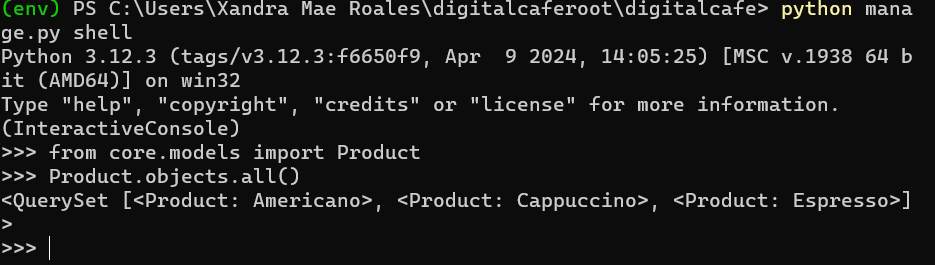 (env) PS C:\Users\Xandra Mae Roales\digitalcaferoot\digitalcafe> python mana
ge.py shell
Python 3.12.3 (tags/v3.12.3:f6650f9, Apr  9 2024, 14:05:25) [MSC v.1938 64 b
it (AMD64)] on win32
Type "help", "copyright", "credits" or "license" for more information.
(InteractiveConsole)
>>> from core.models import Product
>>> Product.objects.all()
<QuerySet [<Product: Americano>, <Product: Cappuccino>, <Product: Espresso>]
>
>>>